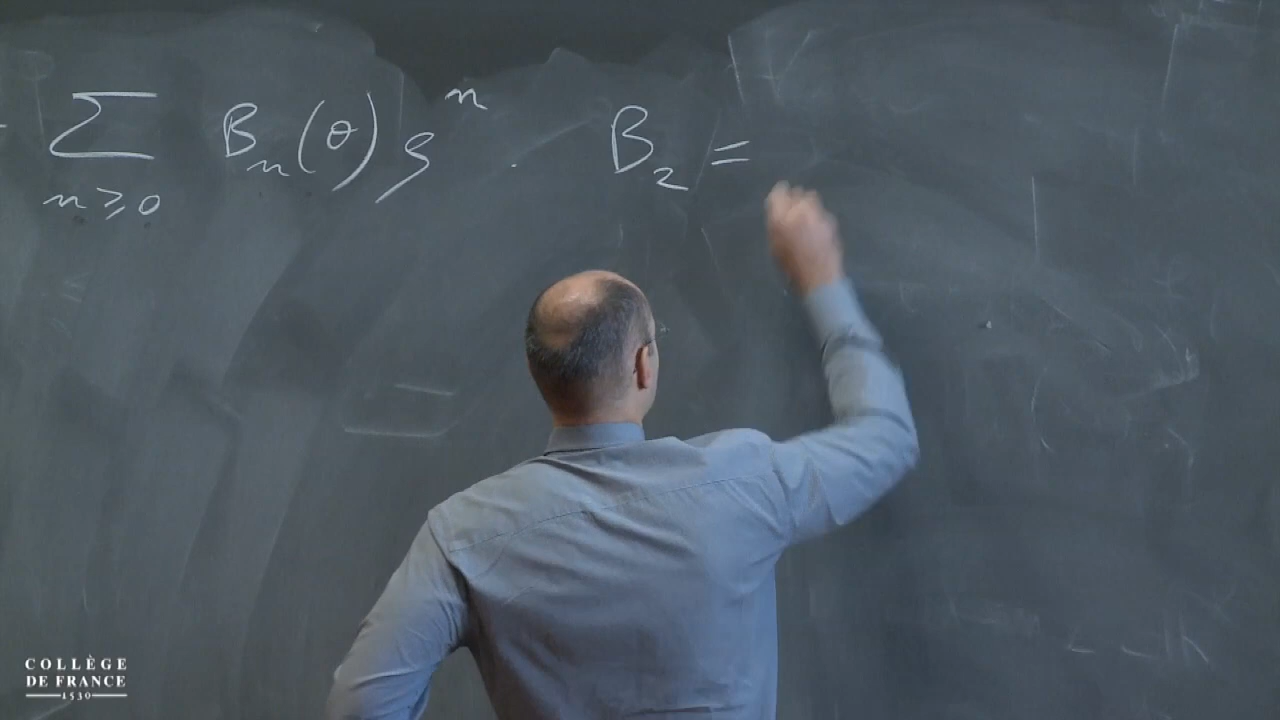 ∑ Bₙ(θ) ρⁿ . B₂ =
n ⩾ 0
COLLÈGE
DE FRANCE
1530